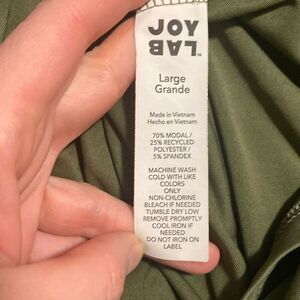 JOY
LAB™
Large
Grande
Made in Vietnam
Hecho en Vietnam
70% MODAL /
25% RECYCLED
POLYESTER /
5% SPANDEX
MACHINE WASH
COLD WITH LIKE
COLORS
ONLY
NON-CHLORINE
BLEACH IF NEEDED
TUMBLE DRY LOW
REMOVE PROMPTLY
COOL IRON IF
NEEDED
DO NOT IRON ON
LABEL